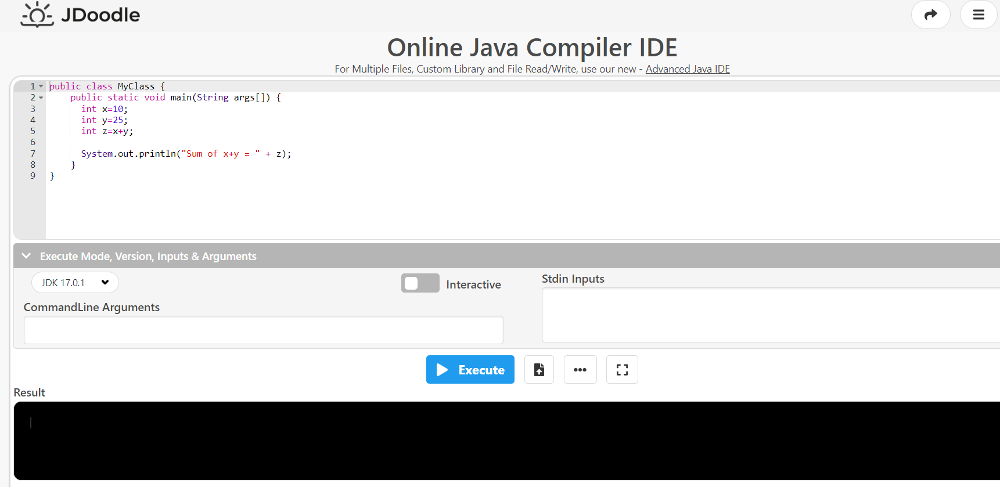 JDoodle
Online Java Compiler IDE
For Multiple Files, Custom Library and File Read/Write, use our new - Advanced Java IDE
1 public class MyClass {
2     public static void main(String args[]) {
3       int x=10;
4       int y=25;
5       int z=x+y;
6
7       System.out.println("Sum of x+y = " + z);
8     }
9 }
Execute Mode, Version, Inputs & Arguments
JDK 17.0.1
Interactive
Stdin Inputs
CommandLine Arguments
Execute
Result